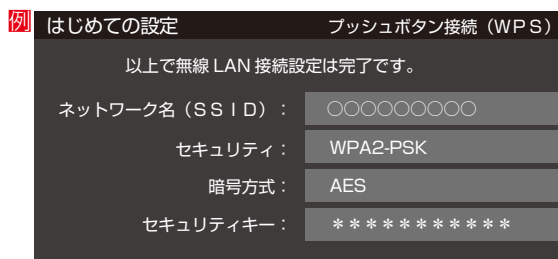 例
はじめての設定 プッシュボタン接続（WPS）
以上で無線 LAN 接続設定は完了です。
ネットワーク名（SSID）： ○○○○○○○○○
セキュリティ： WPA2-PSK
暗号方式： AES
セキュリティキー： ＊＊＊＊＊＊＊＊＊＊＊